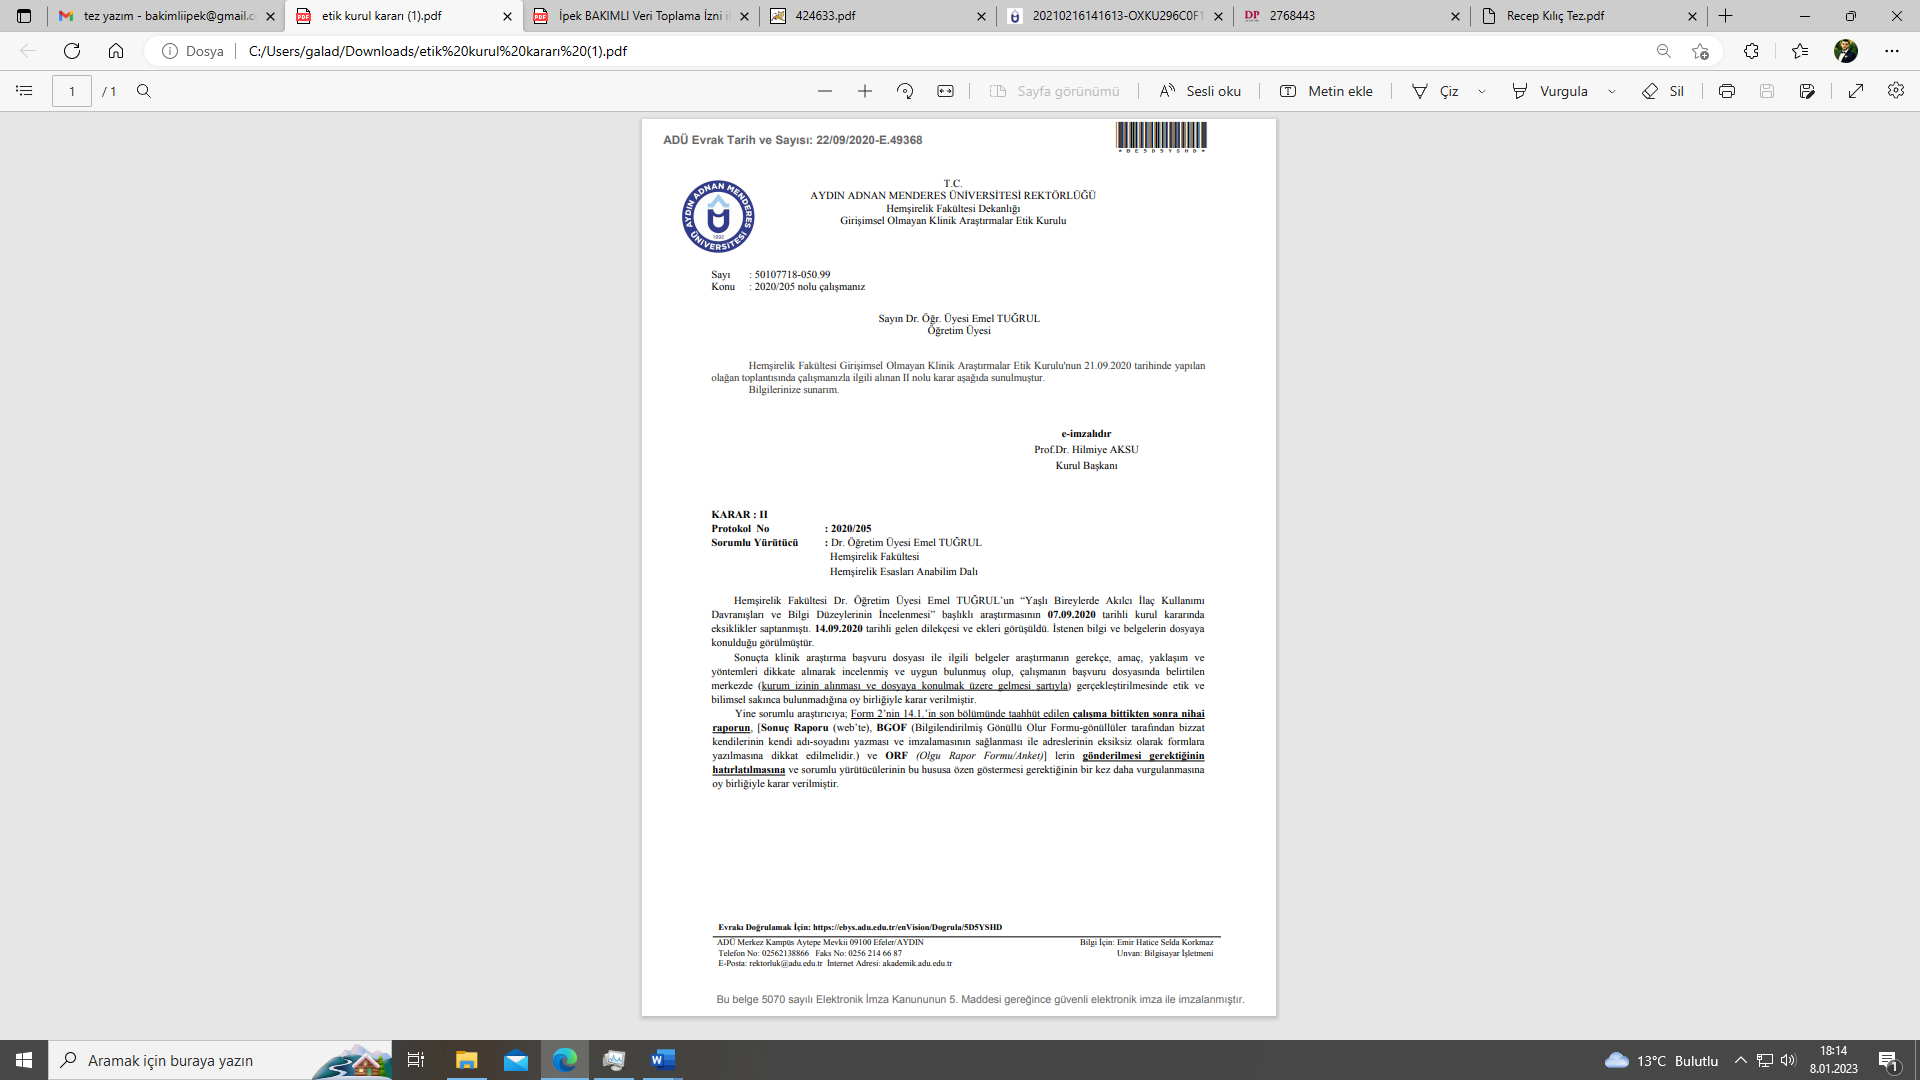 tez yazım - bakimliipek@gmail.co
etik kurul kararı (1).pdf
İpek BAKIMLI Veri Toplama İzni il
424633.pdf
20210216141613-OXKU296C0F1
DP 2768443
Recep Kılıç Tez.pdf
Dosya
C:/Users/galad/Downloads/etik%20kurul%20kararı%20(1).pdf
1 / 1
Sayfa görünümü
Sesli oku
Metin ekle
Çiz
Vurgula
Sil
ADÜ Evrak Tarih ve Sayısı: 22/09/2020-E.49368
*BE5D5YSHD*
AYDIN ADNAN MENDERES
1992
ÜNİVERSİTESİ
T.C.
AYDIN ADNAN MENDERES ÜNİVERSİTESİ REKTÖRLÜĞÜ
Hemşirelik Fakültesi Dekanlığı
Girişimsel Olmayan Klinik Araştırmalar Etik Kurulu
Sayı : 50107718-050.99
Konu : 2020/205 nolu çalışmanız
Sayın Dr. Öğr. Üyesi Emel TUĞRUL
Öğretim Üyesi
Hemşirelik Fakültesi Girişimsel Olmayan Klinik Araştırmalar Etik Kurulu'nun 21.09.2020 tarihinde yapılan
olağan toplantısında çalışmanızla ilgili alınan II nolu karar aşağıda sunulmuştur.
Bilgilerinize sunarım.
e-imzalıdır
Prof.Dr. Hilmiye AKSU
Kurul Başkanı
KARAR : II
Protokol No : 2020/205
Sorumlu Yürütücü : Dr. Öğretim Üyesi Emel TUĞRUL
Hemşirelik Fakültesi
Hemşirelik Esasları Anabilim Dalı
Hemşirelik Fakültesi Dr. Öğretim Üyesi Emel TUĞRUL'un “Yaşlı Bireylerde Akılcı İlaç Kullanımı
Davranışları ve Bilgi Düzeylerinin İncelenmesi” başlıklı araştırmasının 07.09.2020 tarihli kurul kararında
eksiklikler saptanmıştı. 14.09.2020 tarihli gelen dilekçesi ve ekleri görüşüldü. İstenen bilgi ve belgelerin dosyaya
konulduğu görülmüştür.
Sonuçta klinik araştırma başvuru dosyası ile ilgili belgeler araştırmanın gerekçe, amaç, yaklaşım ve
yöntemleri dikkate alınarak incelenmiş ve uygun bulunmuş olup, çalışmanın başvuru dosyasında belirtilen
merkezde (kurum izinin alınması ve dosyaya konulmak üzere gelmesi şartıyla) gerçekleştirilmesinde etik ve
bilimsel sakınca bulunmadığına oy birliğiyle karar verilmiştir.
Yine sorumlu araştırıcıya; Form 2'nin 14.1.'in son bölümünde taahhüt edilen çalışma bittikten sonra nihai
raporun, [Sonuç Raporu (web'te), BGOF (Bilgilendirilmiş Gönüllü Olur Formu-gönüllüler tarafından bizzat
kendilerinin kendi adı-soyadını yazması ve imzalamasının sağlanması ile adreslerinin eksiksiz olarak formlara
yazılmasına dikkat edilmelidir.) ve ORF (Olgu Rapor Formu/Anket)] lerin gönderilmesi gerektiğinin
hatırlatılmasına ve sorumlu yürütücülerinin bu hususa özen göstermesi gerektiğinin bir kez daha vurgulanmasına
oy birliğiyle karar verilmiştir.
Evrakı Doğrulamak İçin: https://ebys.adu.edu.tr/enVision/Dogrula/5D5YSHD
ADÜ Merkez Kampüs Aytepe Mevkii 09100 Efeler/AYDIN
Bilgi İçin: Emir Hatice Selda Korkmaz
Telefon No: 02562138866 Faks No: 0256 214 66 87
Unvan: Bilgisayar İşletmeni
E-Posta: rektorluk@adu.edu.tr İnternet Adresi: akademik.adu.edu.tr
Bu belge 5070 sayılı Elektronik İmza Kanununun 5. Maddesi gereğince güvenli elektronik imza ile imzalanmıştır.
Aramak için buraya yazın
13°C Bulutlu
18:14
8.01.2023
1